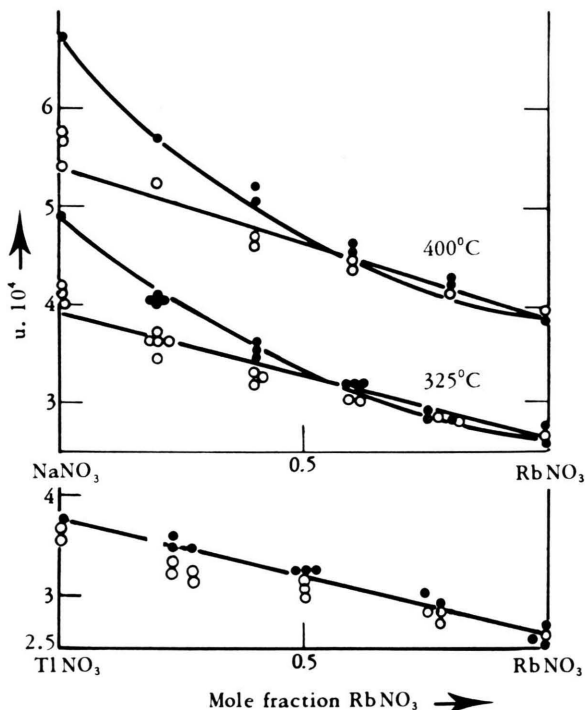 6
5
400°C
u. 10⁴
4
325°C
3
NaNO₃ 0.5 RbNO₃
4
3
2.5
TlNO₃ 0.5 RbNO₃
Mole fraction RbNO₃